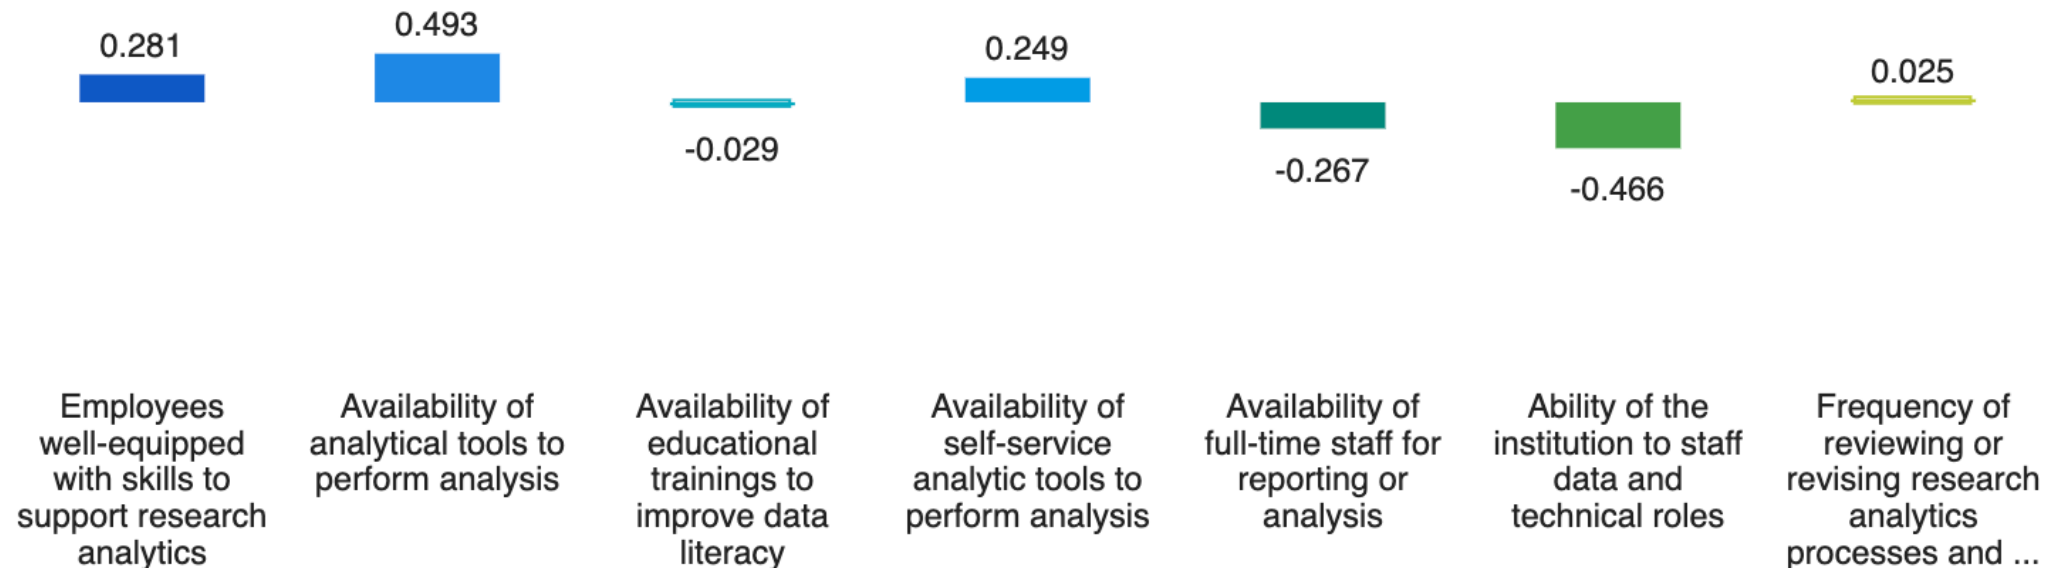 0.281
0.493
-0.029
0.249
-0.267
-0.466
0.025
Employees
well-equipped
with skills to
support research
analytics
Availability of
analytical tools to
perform analysis
Availability of
educational
trainings to
improve data
literacy
Availability of
self-service
analytic tools to
perform analysis
Availability of
full-time staff for
reporting or
analysis
Ability of the
institution to staff
data and
technical roles
Frequency of
reviewing or
revising research
analytics
processes and ...